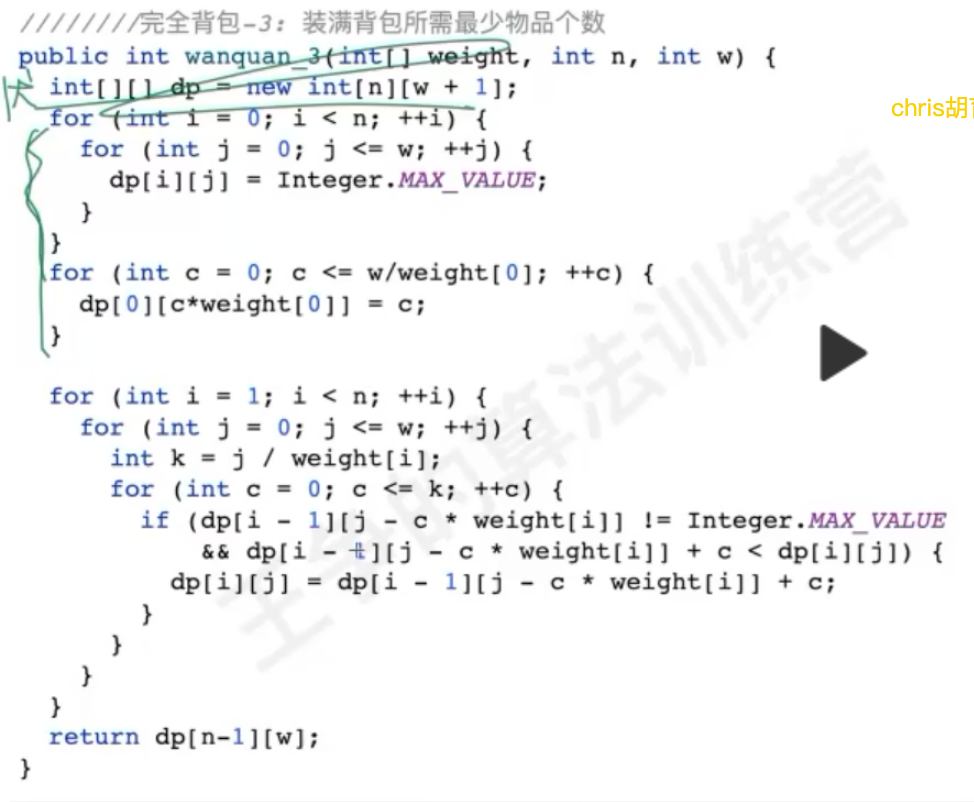 ////////完全背包-3：装满背包所需最少物品个数
public int wanquan_3(int[] weight, int n, int w) {
int[][] dp = new int[n][w + 1];
for (int i = 0; i < n; ++i) {
for (int j = 0; j <= w; ++j) {
dp[i][j] = Integer.MAX_VALUE;
}
}
for (int c = 0; c <= w/weight[0]; ++c) {
dp[0][c*weight[0]] = c;
}
for (int i = 1; i < n; ++i) {
for (int j = 0; j <= w; ++j) {
int k = j / weight[i];
for (int c = 0; c <= k; ++c) {
if (dp[i - 1][j - c * weight[i]] != Integer.MAX_VALUE
&& dp[i - 1][j - c * weight[i]] + c < dp[i][j]) {
dp[i][j] = dp[i - 1][j - c * weight[i]] + c;
}
}
}
}
return dp[n-1][w];
}
chris胡
王争的算法训练营